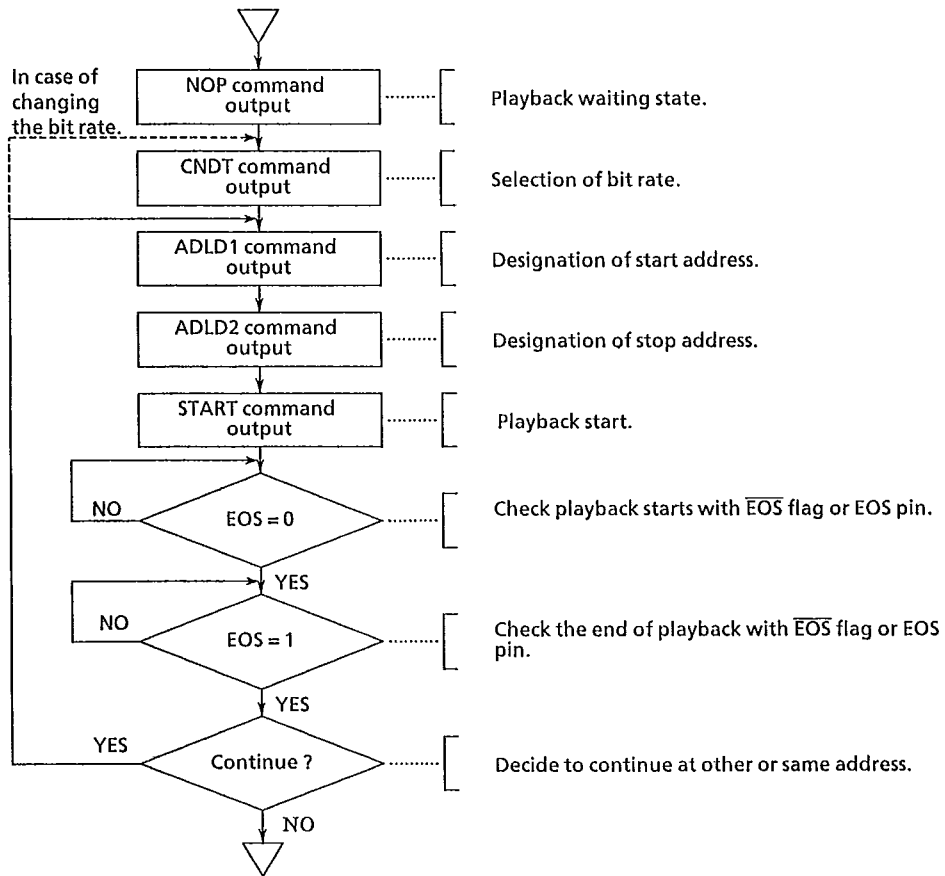 In case of
changing
the bit rate.
NOP command
output
Playback waiting state.
CNDT command
output
Selection of bit rate.
ADLD1 command
output
Designation of start address.
ADLD2 command
output
Designation of stop address.
START command
output
Playback start.
NO
EOS = 0
Check playback starts with E̅O̅S̅ flag or EOS pin.
YES
NO
EOS = 1
Check the end of playback with E̅O̅S̅ flag or EOS
pin.
YES
YES
Continue ?
Decide to continue at other or same address.
NO